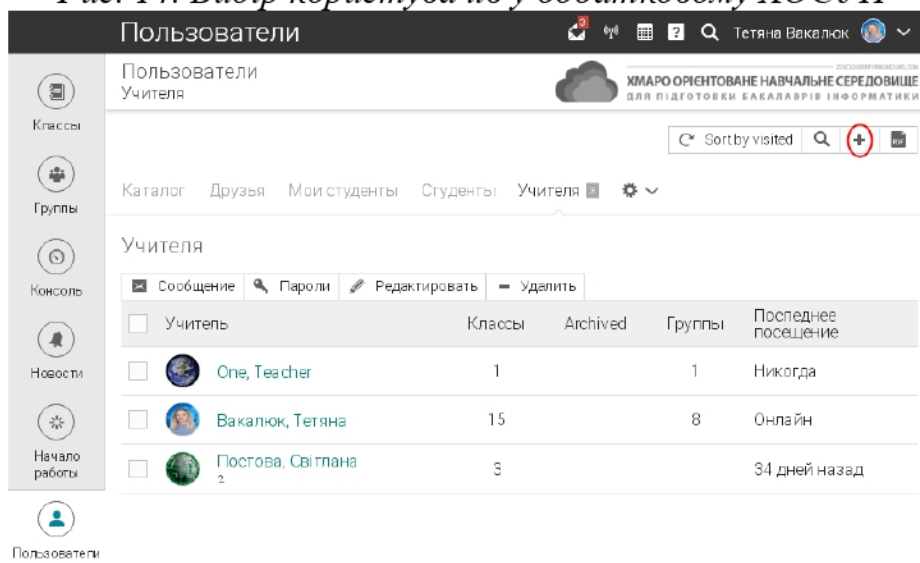 Пользователи 3 Тетяна Вакалюк
Пользователи
Учителя
ХМАРО ОРІЄНТОВАНЕ НАВЧАЛЬНЕ СЕРЕДОВИЩЕ
ДЛЯ ПІДГОТОВКИ БАКАЛАВРІВ ІНФОРМАТИКИ
Классы
Sort by visited + PDF
Группы
Каталог Друзья Мои студенты Студенты Учителя 3
Консоль
Учителя
Сообщение Пароли Редактировать Удалить
Учитель Классы Archived Группы Последнее посещение
Новости
One, Teacher 1 1 Никогда
Вакалюк, Тетяна 15 8 Онлайн
Начало работы
Постова, Світлана 3 34 дней назад
2
Пользователи